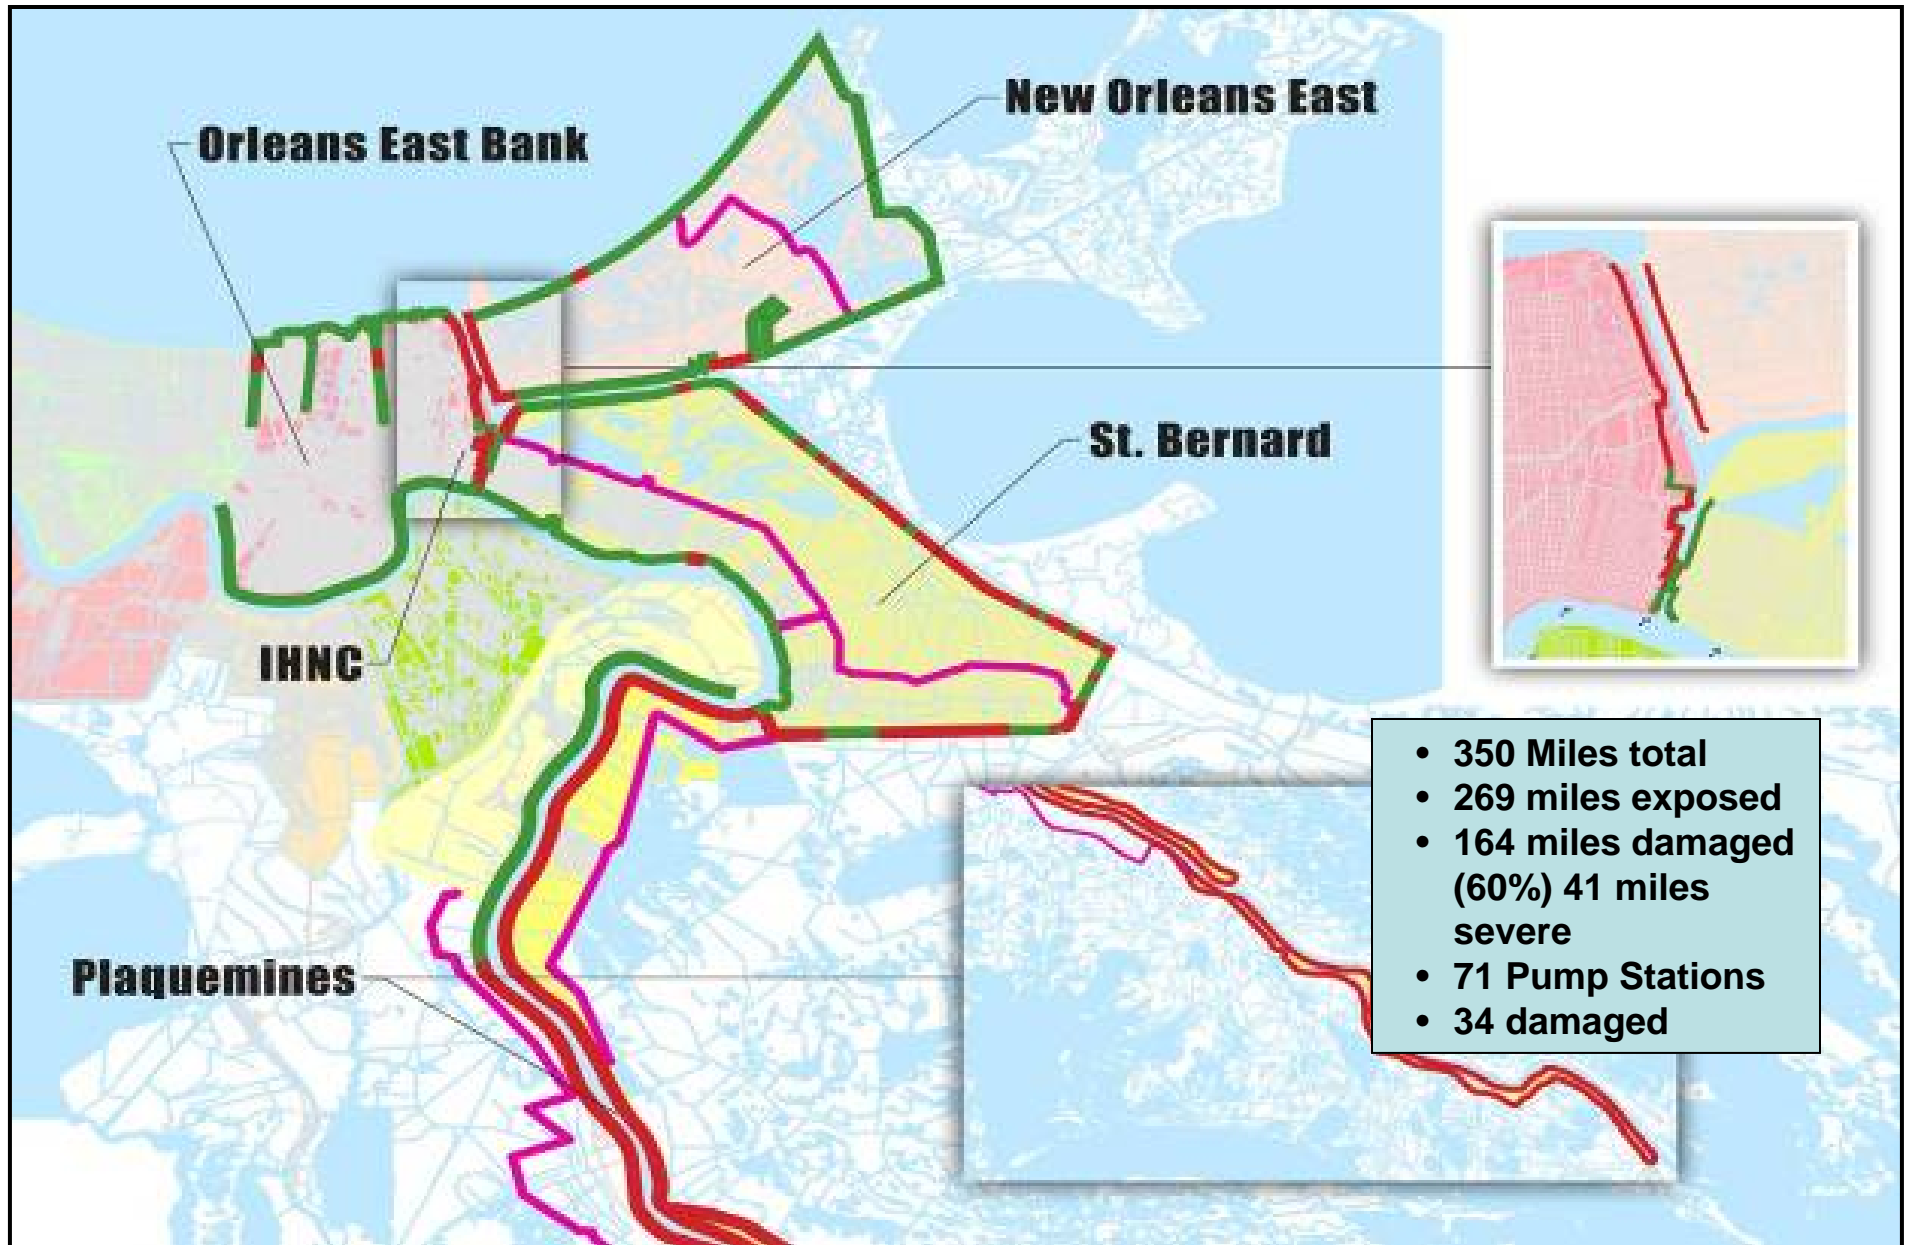 New Orleans East
Orleans East Bank
St. Bernard
IHNC
Plaquemines
• 350 Miles total
• 269 miles exposed
• 164 miles damaged
(60%) 41 miles
severe
• 71 Pump Stations
• 34 damaged